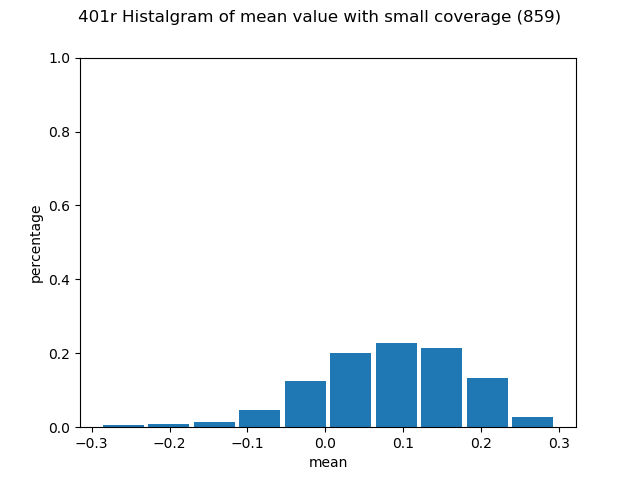 401r Histalgram of mean value with small coverage (859)
1.0
0.8
0.6
0.4
0.2
0.0
percentage
−0.3 −0.2 −0.1 0.0 0.1 0.2 0.3
mean